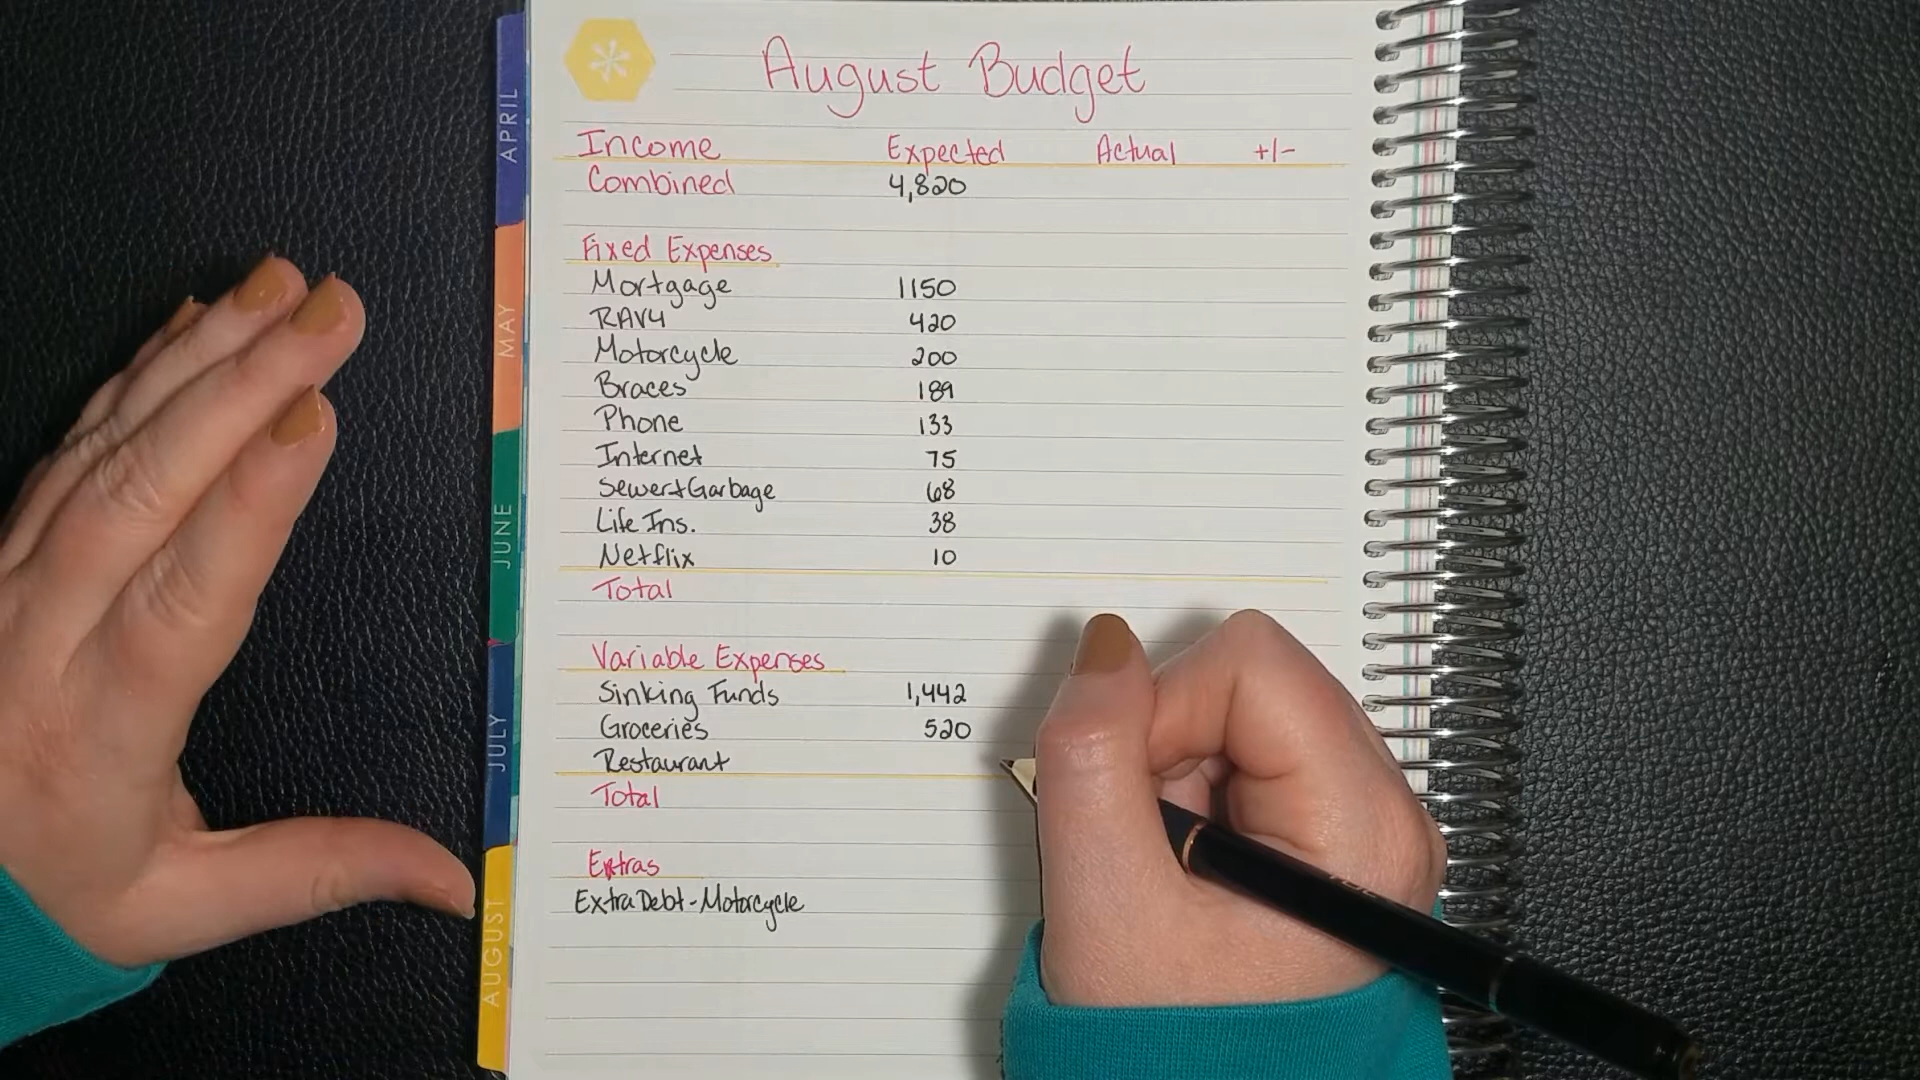 August Budget
Income Expected Actual +/-
Combined 4,820
Fixed Expenses
Mortgage 1150
RAV4 420
Motorcycle 200
Braces 189
Phone 133
Internet 75
Sewer+Garbage 68
Life Ins. 38
Netflix 10
Total
Variable Expenses
Sinking Funds 1,442
Groceries 520
Restaurant
Total
Extras
Extra Debt-Motorcycle
APRIL
MAY
JUNE
JULY
AUGUST